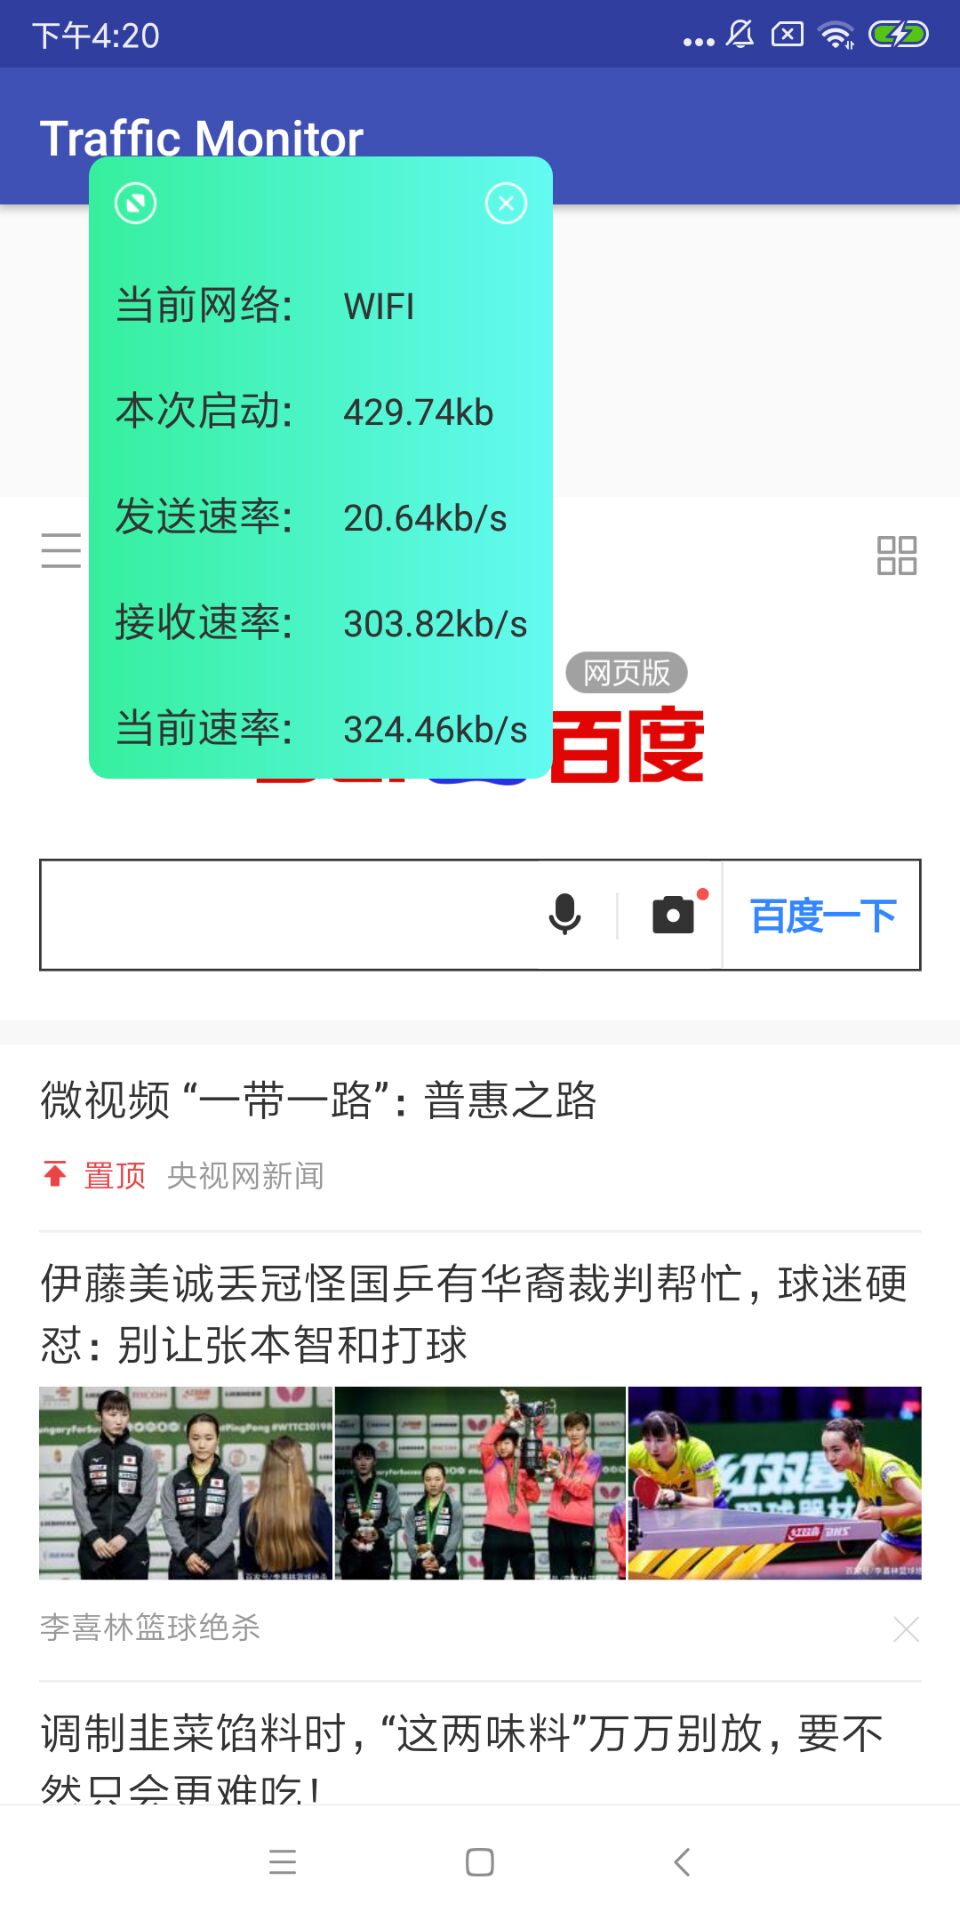 下午4:20
Traffic Monitor
当前网络: WIFI
本次启动: 429.74kb
发送速率: 20.64kb/s
接收速率: 303.82kb/s
当前速率: 324.46kb/s
网页版
百度
百度一下
微视频 “一带一路”: 普惠之路
置顶 央视网新闻
伊藤美诚丢冠怪国乒有华裔裁判帮忙, 球迷硬
怼: 别让张本智和打球
红双喜
李喜林篮球绝杀
调制韭菜馅料时, “这两味料”万万别放, 要不
然只会更难吃!